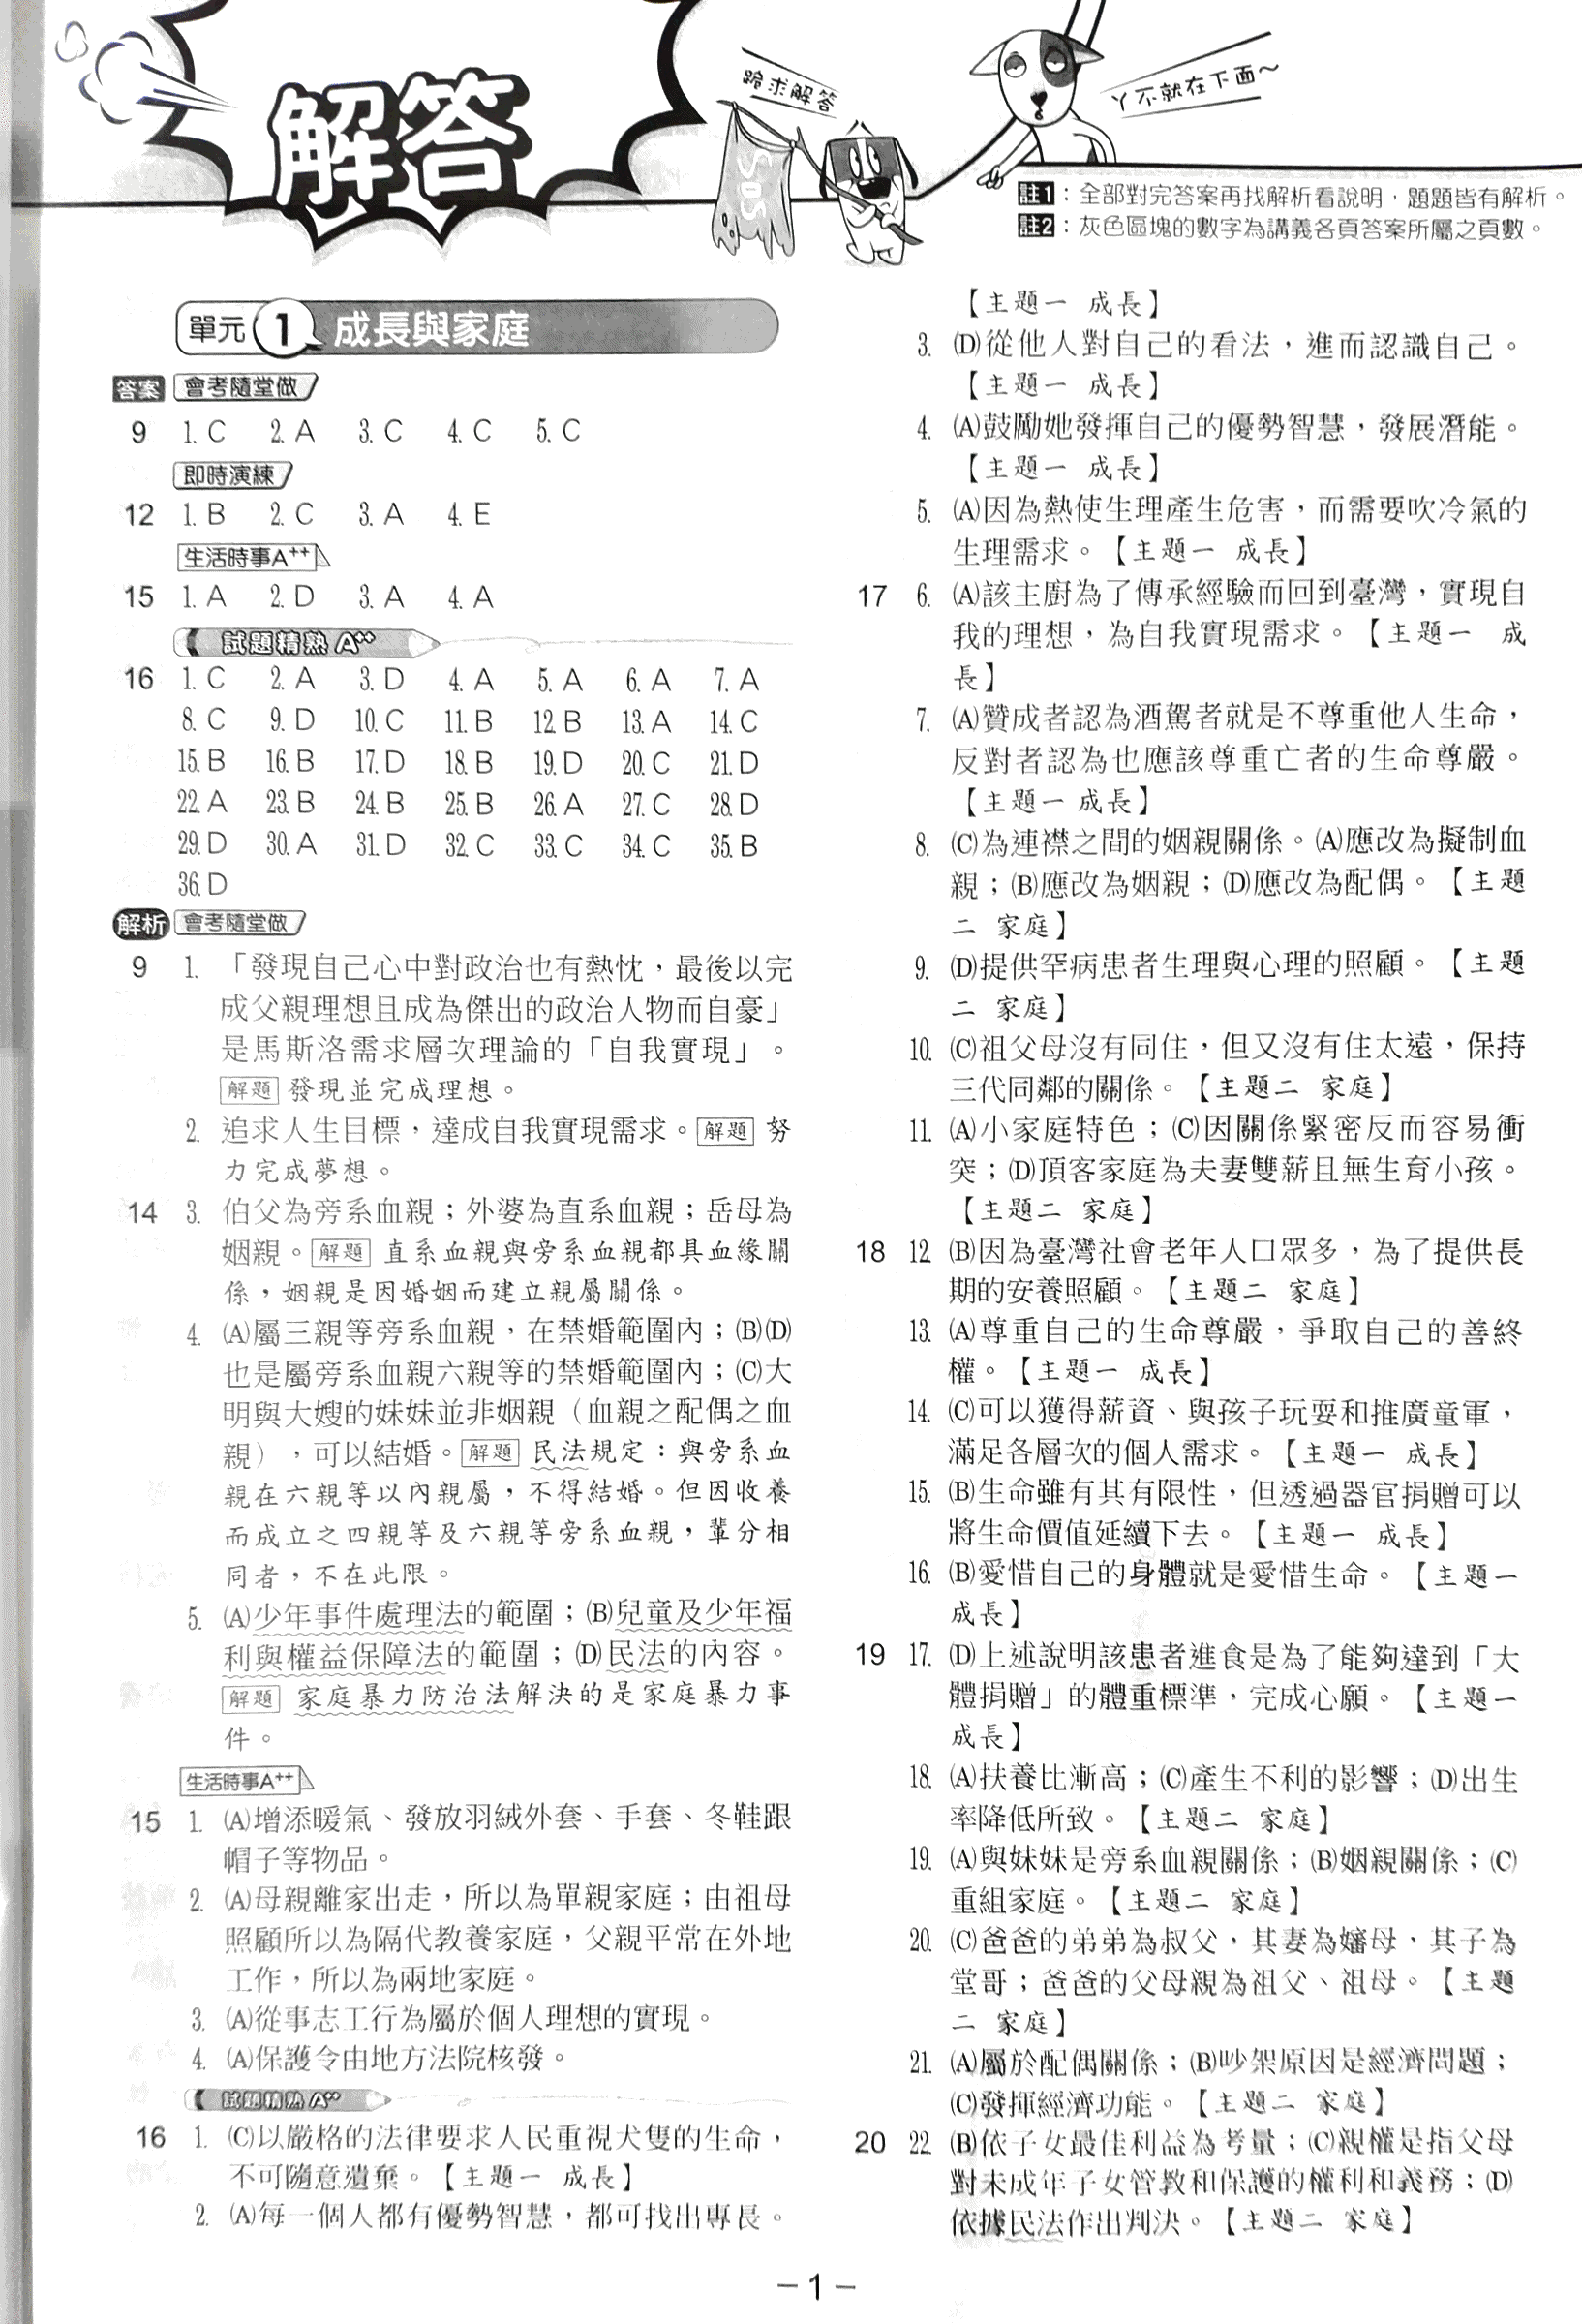 解答
跪求解答
SOS
ㄚ不就在下面~
註1：全部對完答案再找解析看說明，題題皆有解析。
註2：灰色區塊的數字為講義各頁答案所屬之頁數。
單元 1 成長與家庭
答案 會考隨堂做
9 1. C 2. A 3. C 4. C 5. C
即時演練
12 1. B 2. C 3. A 4. E
生活時事A++
15 1. A 2. D 3. A 4. A
試題精熟 A++
16 1. C 2. A 3. D 4. A 5. A 6. A 7. A
8. C 9. D 10. C 11. B 12. B 13. A 14. C
15. B 16. B 17. D 18. B 19. D 20. C 21. D
22. A 23. B 24. B 25. B 26. A 27. C 28. D
29. D 30. A 31. D 32. C 33. C 34. C 35. B
36. D
解析 會考隨堂做
9 1. 「發現自己心中對政治也有熱忱，最後以完
成父親理想且成為傑出的政治人物而自豪」
是馬斯洛需求層次理論的「自我實現」。
解題 發現並完成理想。
2. 追求人生目標，達成自我實現需求。解題 努
力完成夢想。
14 3. 伯父為旁系血親；外婆為直系血親；岳母為
姻親。解題 直系血親與旁系血親都具血緣關
係，姻親是因婚姻而建立親屬關係。
4. (A)屬三親等旁系血親，在禁婚範圍內；(B)(D)
也是屬旁系血親六親等的禁婚範圍內；(C)大
明與大嫂的妹妹並非姻親（血親之配偶之血
親），可以結婚。解題 民法規定：與旁系血
親在六親等以內親屬，不得結婚。但因收養
而成立之四親等及六親等旁系血親，輩分相
同者，不在此限。
5. (A)少年事件處理法的範圍；(B)兒童及少年福
利與權益保障法的範圍；(D)民法的內容。
解題 家庭暴力防治法解決的是家庭暴力事
件。
生活時事A++
15 1. (A)增添暖氣、發放羽絨外套、手套、冬鞋跟
帽子等物品。
2. (A)母親離家出走，所以為單親家庭；由祖母
照顧所以為隔代教養家庭，父親平常在外地
工作，所以為兩地家庭。
3. (A)從事志工行為屬於個人理想的實現。
4. (A)保護令由地方法院核發。
試題精熟 A++
16 1. (C)以嚴格的法律要求人民重視犬隻的生命，
不可隨意遺棄。【主題一 成長】
2. (A)每一個人都有優勢智慧，都可找出專長。
【主題一 成長】
3. (D)從他人對自己的看法，進而認識自己。
【主題一 成長】
4. (A)鼓勵她發揮自己的優勢智慧，發展潛能。
【主題一 成長】
5. (A)因為熱使生理產生危害，而需要吹冷氣的
生理需求。【主題一 成長】
17 6. (A)該主廚為了傳承經驗而回到臺灣，實現自
我的理想，為自我實現需求。【主題一 成
長】
7. (A)贊成者認為酒駕者就是不尊重他人生命，
反對者認為也應該尊重亡者的生命尊嚴。
【主題一 成長】
8. (C)為連襟之間的姻親關係。(A)應改為擬制血
親；(B)應改為姻親；(D)應改為配偶。【主題
二 家庭】
9. (D)提供罕病患者生理與心理的照顧。【主題
二 家庭】
10. (C)祖父母沒有同住，但又沒有住太遠，保持
三代同鄰的關係。【主題二 家庭】
11. (A)小家庭特色；(C)因關係緊密反而容易衝
突；(D)頂客家庭為夫妻雙薪且無生育小孩。
【主題二 家庭】
18 12. (B)因為臺灣社會老年人口眾多，為了提供長
期的安養照顧。【主題二 家庭】
13. (A)尊重自己的生命尊嚴，爭取自己的善終
權。【主題一 成長】
14. (C)可以獲得薪資、與孩子玩耍和推廣童軍，
滿足各層次的個人需求。【主題一 成長】
15. (B)生命雖有其有限性，但透過器官捐贈可以
將生命價值延續下去。【主題一 成長】
16. (B)愛惜自己的身體就是愛惜生命。【主題一
成長】
19 17. (D)上述說明該患者進食是為了能夠達到「大
體捐贈」的體重標準，完成心願。【主題一
成長】
18. (A)扶養比漸高；(C)產生不利的影響；(D)出生
率降低所致。【主題二 家庭】
19. (A)與妹妹是旁系血親關係；(B)姻親關係；(C)
重組家庭。【主題二 家庭】
20. (C)爸爸的弟弟為叔父，其妻為嬸母，其子為
堂哥；爸爸的父母親為祖父、祖母。【主題
二 家庭】
21. (A)屬於配偶關係；(B)吵架原因是經濟問題；
(C)發揮經濟功能。【主題二 家庭】
20 22. (B)依子女最佳利益為考量；(C)親權是指父母
對未成年子女管教和保護的權利和義務；(D)
依據民法作出判決。【主題二 家庭】
－1－